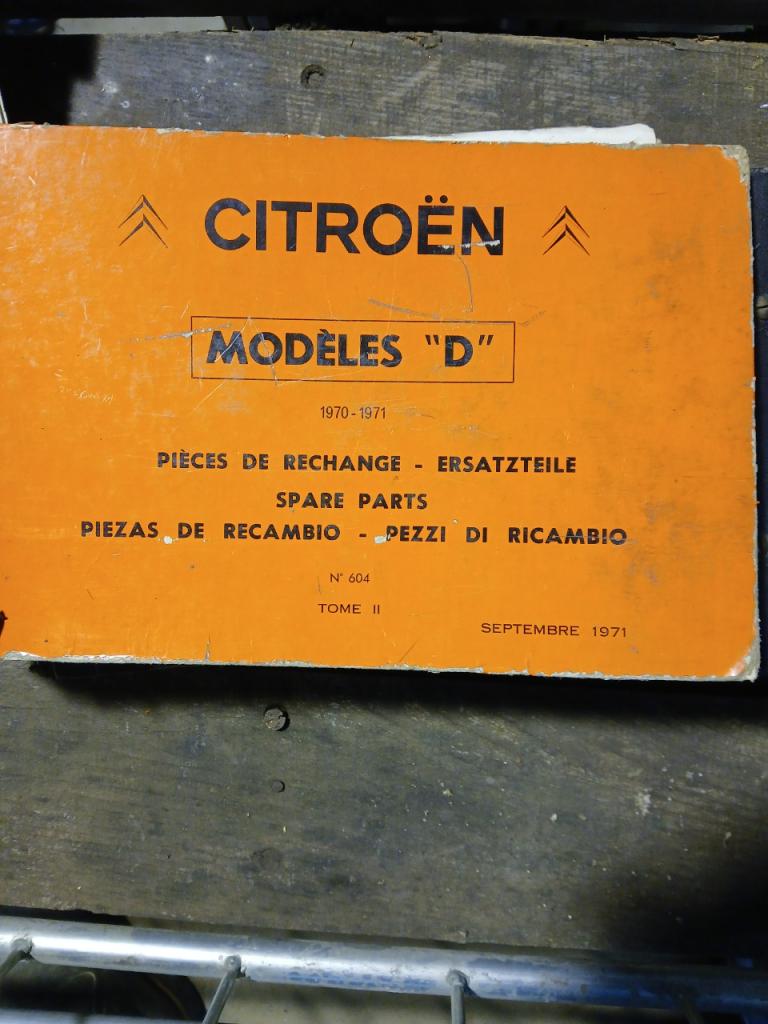 CITROËN
MODÈLES "D"
1970-1971
PIÈCES DE RECHANGE - ERSATZTEILE
SPARE PARTS
PIEZAS DE RECAMBIO - PEZZI DI RICAMBIO
N° 604
TOME II
SEPTEMBRE 1971